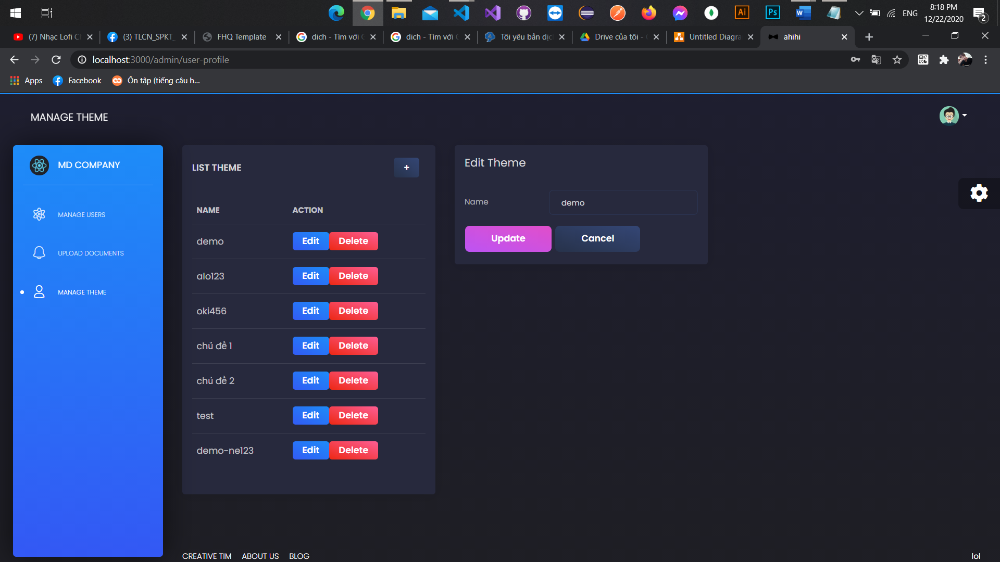 ENG
8:18 PM
12/22/2020
2
(7) Nhạc Lofi
(3) TLCN_SPKT_
FHQ Template
dich - Tìm với
dich - Tìm với
Tôi yêu bản dịc
Drive của tôi -
Untitled Diagra
ahihi
localhost:3000/admin/user-profile
Apps
Facebook
Ôn tập (tiếng câu h...
MANAGE THEME
MD COMPANY
MANAGE USERS
UPLOAD DOCUMENTS
MANAGE THEME
LIST THEME
+
NAME ACTION
demo Edit Delete
alo123 Edit Delete
oki456 Edit Delete
chủ đề 1 Edit Delete
chủ đề 2 Edit Delete
test Edit Delete
demo-ne123 Edit Delete
Edit Theme
Name demo
Update Cancel
CREATIVE TIM ABOUT US BLOG
lol